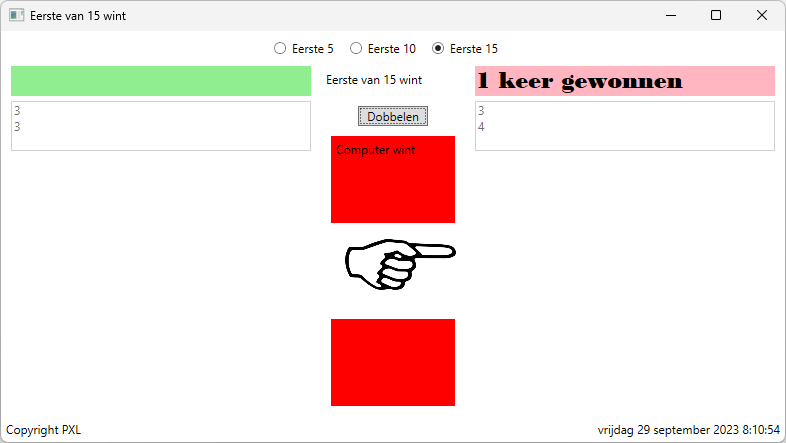 Eerste van 15 wint
Eerste 5 Eerste 10 Eerste 15
Eerste van 15 wint
1 keer gewonnen
3
3
Dobbelen
3
4
Computer wint
Copyright PXL
vrijdag 29 september 2023 8:10:54